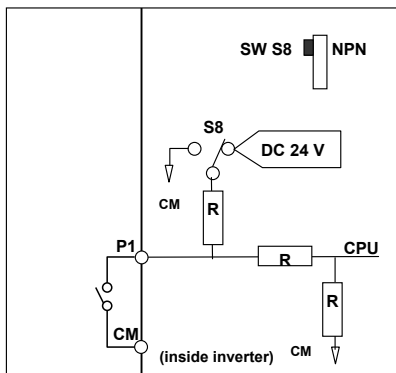 SW S8 NPN
S8
DC 24 V
CM
R
P1
R
CPU
R
CM
(inside inverter)
CM